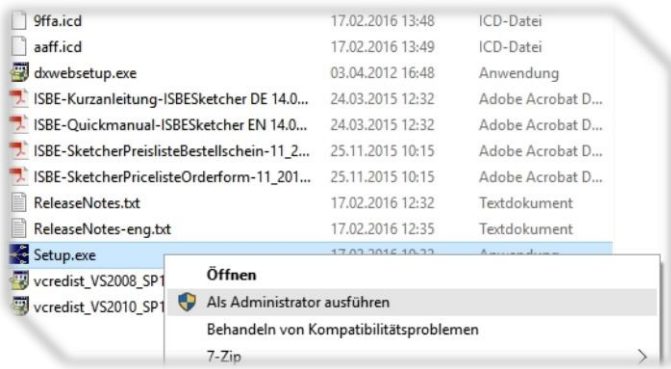 9ffa.icd 17.02.2016 13:48 ICD-Datei
aaff.icd 17.02.2016 13:49 ICD-Datei
dxwebsetup.exe 03.04.2012 16:48 Anwendung
ISBE-Kurzanleitung-ISBESketcher DE 14.0... 24.03.2015 12:32 Adobe Acrobat D...
ISBE-Quickmanual-ISBESketcher EN 14.0... 24.03.2015 12:32 Adobe Acrobat D...
ISBE-SketcherPreislisteBestellschein-11_2... 25.11.2015 10:15 Adobe Acrobat D...
ISBE-SketcherPricelisteOrderform-11_201... 25.11.2015 10:15 Adobe Acrobat D...
ReleaseNotes.txt 17.02.2016 12:32 Textdokument
ReleaseNotes-eng.txt 17.02.2016 12:35 Textdokument
Setup.exe
vcredist_VS2008_SP1
vcredist_VS2010_SP1
Öffnen
Als Administrator ausführen
Behandeln von Kompatibilitätsproblemen
7-Zip